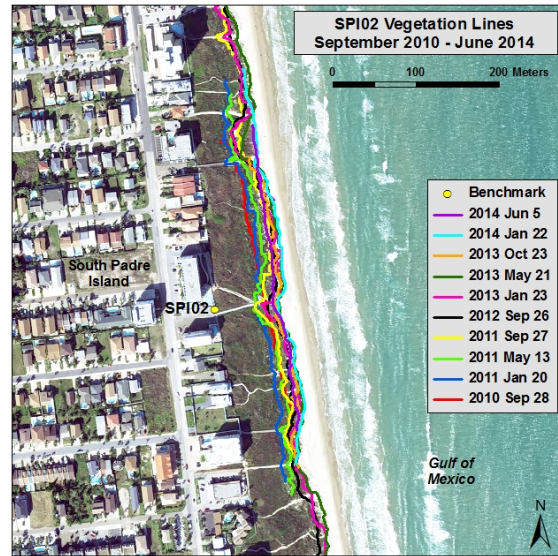 SPI02 Vegetation Lines
September 2010 - June 2014
0 100 200 Meters
Benchmark
2014 Jun 5
2014 Jan 22
2013 Oct 23
2013 May 21
2013 Jan 23
2012 Sep 26
2011 Sep 27
2011 May 13
2011 Jan 20
2010 Sep 28
South Padre
Island
SPI02
Gulf of
Mexico
N